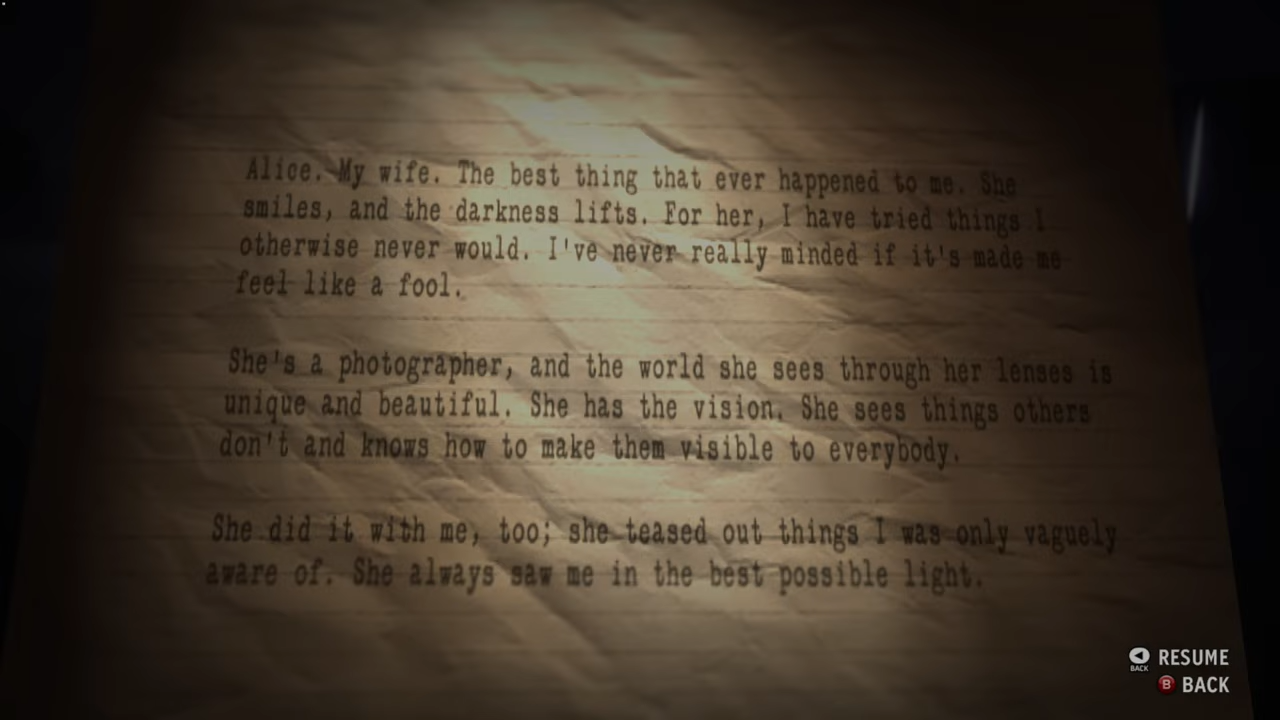 Alice. My wife. The best thing that ever happened to me. She
smiles, and the darkness lifts. For her, I have tried things I
otherwise never would. I've never really minded if it's made me
feel like a fool.
She's a photographer, and the world she sees through her lenses is
unique and beautiful. She has the vision. She sees things others
don't and knows how to make them visible to everybody.
She did it with me, too; she teased out things I was only vaguely
aware of. She always saw me in the best possible light.
BACK RESUME
B BACK